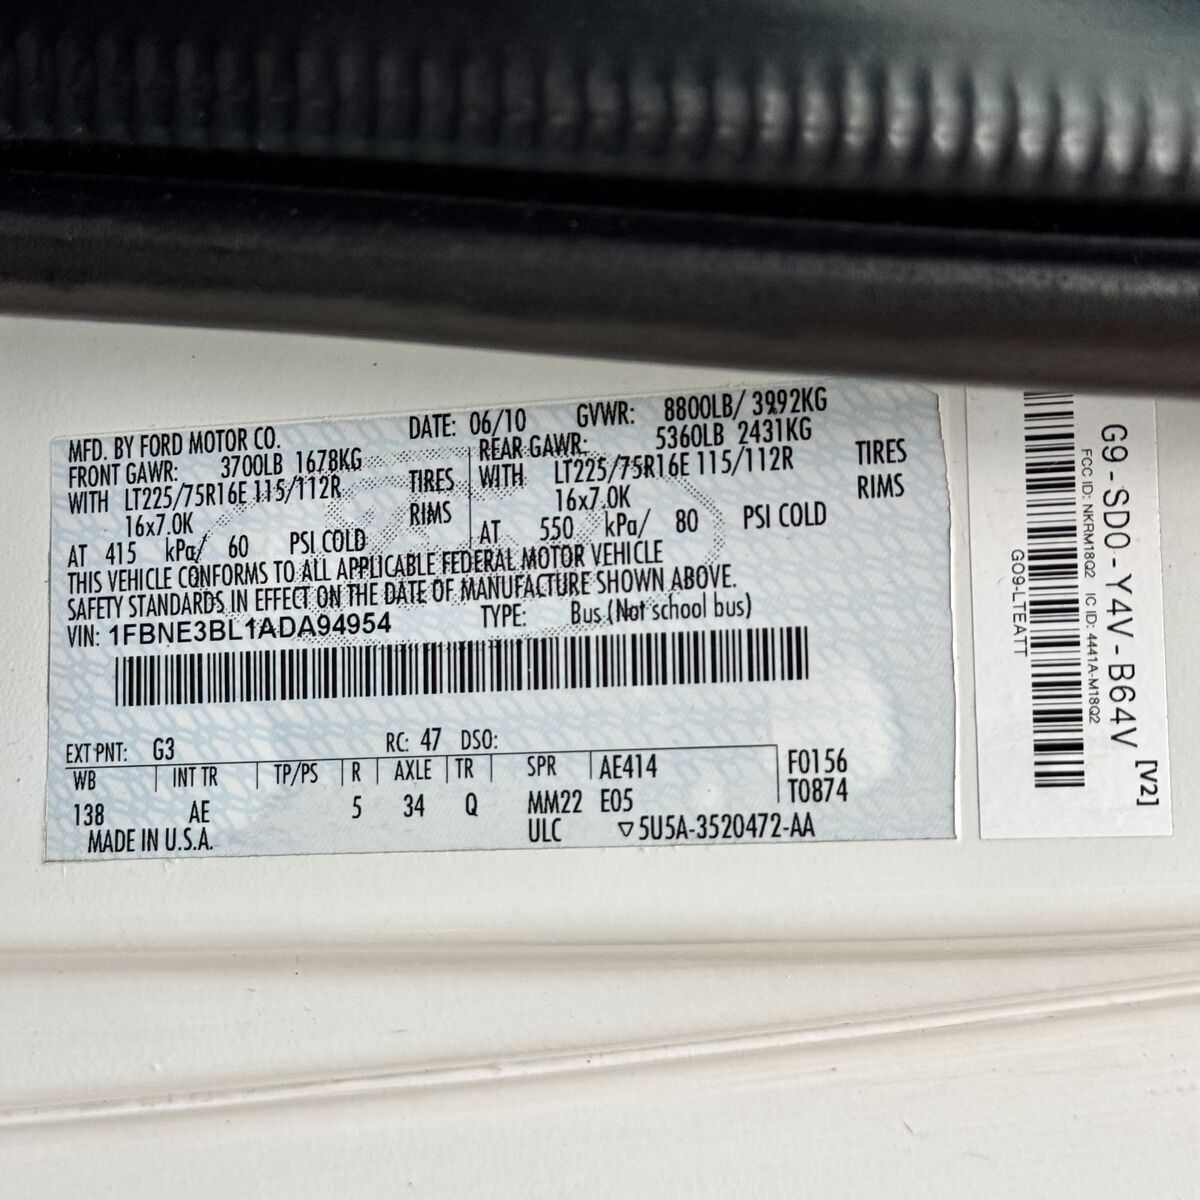 MFD. BY FORD MOTOR CO. DATE: 06/10 GVWR: 8800LB/ 3992KG
FRONT GAWR: 3700LB 1678KG REAR GAWR: 5360LB 2431KG
WITH LT225/75R16E 115/112R TIRES WITH LT225/75R16E 115/112R TIRES
16x7.0K RIMS 16x7.0K RIMS
AT 415 kPa/ 60 PSI COLD AT 550 kPa/ 80 PSI COLD
THIS VEHICLE CONFORMS TO ALL APPLICABLE FEDERAL MOTOR VEHICLE
SAFETY STANDARDS IN EFFECT ON THE DATE OF MANUFACTURE SHOWN ABOVE.
VIN: 1FBNE3BL1ADA94954 TYPE: Bus (Not school bus)
EXT PNT: G3 RC: 47 DSO:
WB INT TR TP/PS R AXLE TR SPR AE414 F0156
138 AE 5 34 Q MM22 E05 T0874
MADE IN U.S.A. ULC ▽5U5A-3520472-AA
G9-SD0-Y4V-B64V [V2]
FCC ID: NKRM18Q2 IC ID: 4441A-M18Q2
GO9-LTEATT